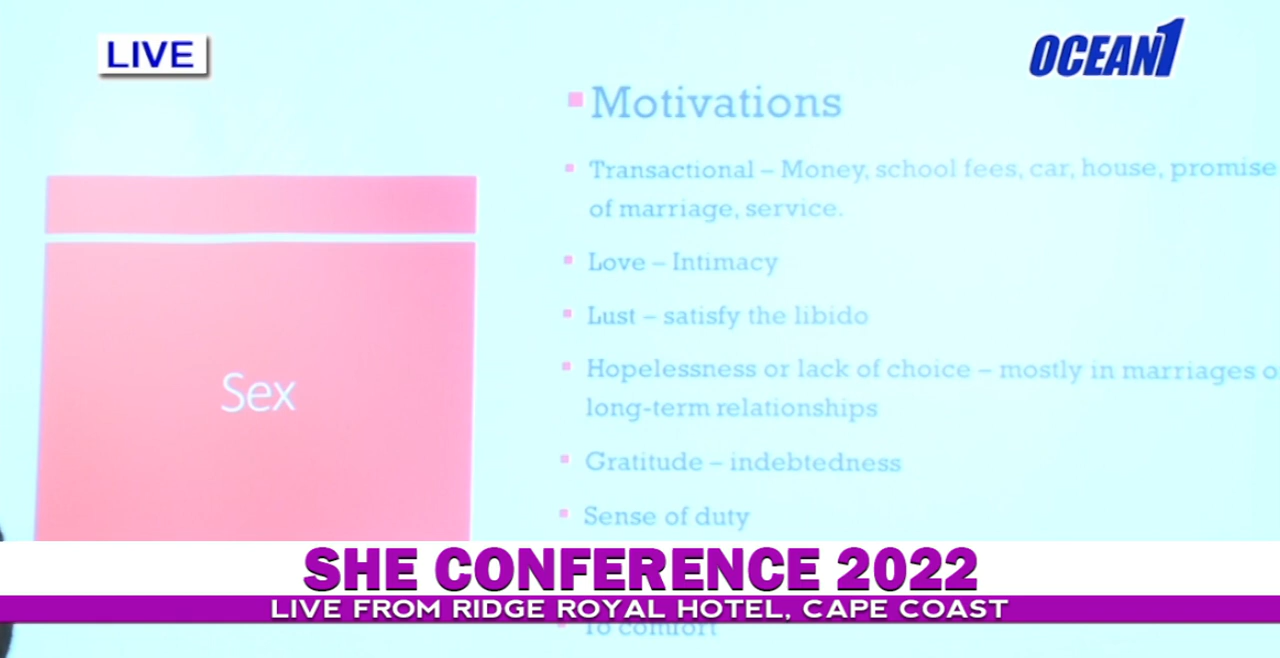 LIVE
OCEAN1
Motivations
Transactional – Money, school fees, car, house, promise
of marriage, service.
Love – Intimacy
Lust – satisfy the libido
Hopelessness or lack of choice – mostly in marriages
long-term relationships
Gratitude – indebtedness
Sense of duty
Sex
SHE CONFERENCE 2022
LIVE FROM RIDGE ROYAL HOTEL, CAPE COAST
To comfort